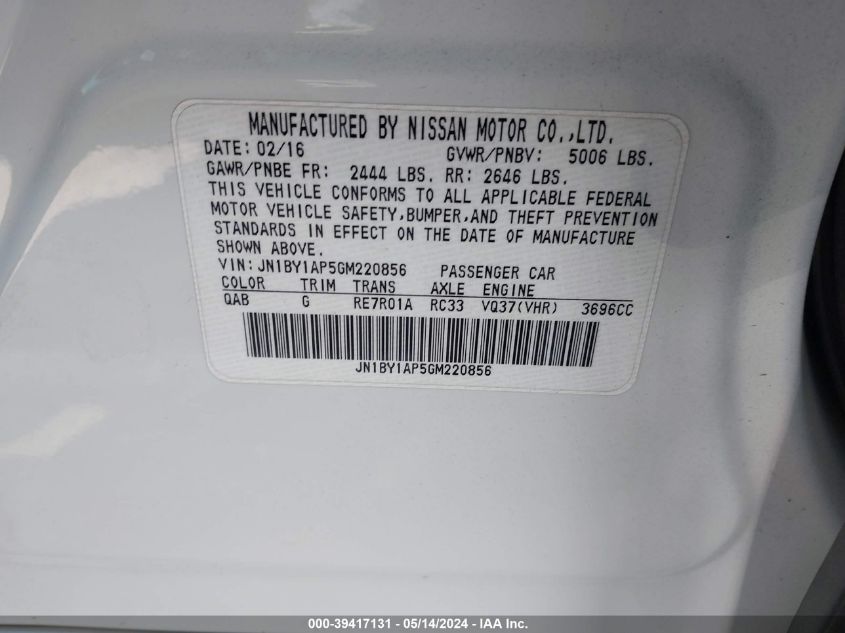 MANUFACTURED BY NISSAN MOTOR CO.,LTD.
DATE: 02/16 GVWR/PNBV: 5006 LBS.
GAWR/PNBE FR: 2444 LBS. RR: 2646 LBS.
THIS VEHICLE CONFORMS TO ALL APPLICABLE FEDERAL
MOTOR VEHICLE SAFETY,BUMPER,AND THEFT PREVENTION
STANDARDS IN EFFECT ON THE DATE OF MANUFACTURE
SHOWN ABOVE.
VIN: JN1BY1AP5GM220856 PASSENGER CAR
COLOR TRIM TRANS AXLE ENGINE
QAB G RE7R01A RC33 VQ37(VHR) 3696CC
JN1BY1AP5GM220856
000-39417131 - 05/14/2024 - IAA Inc.